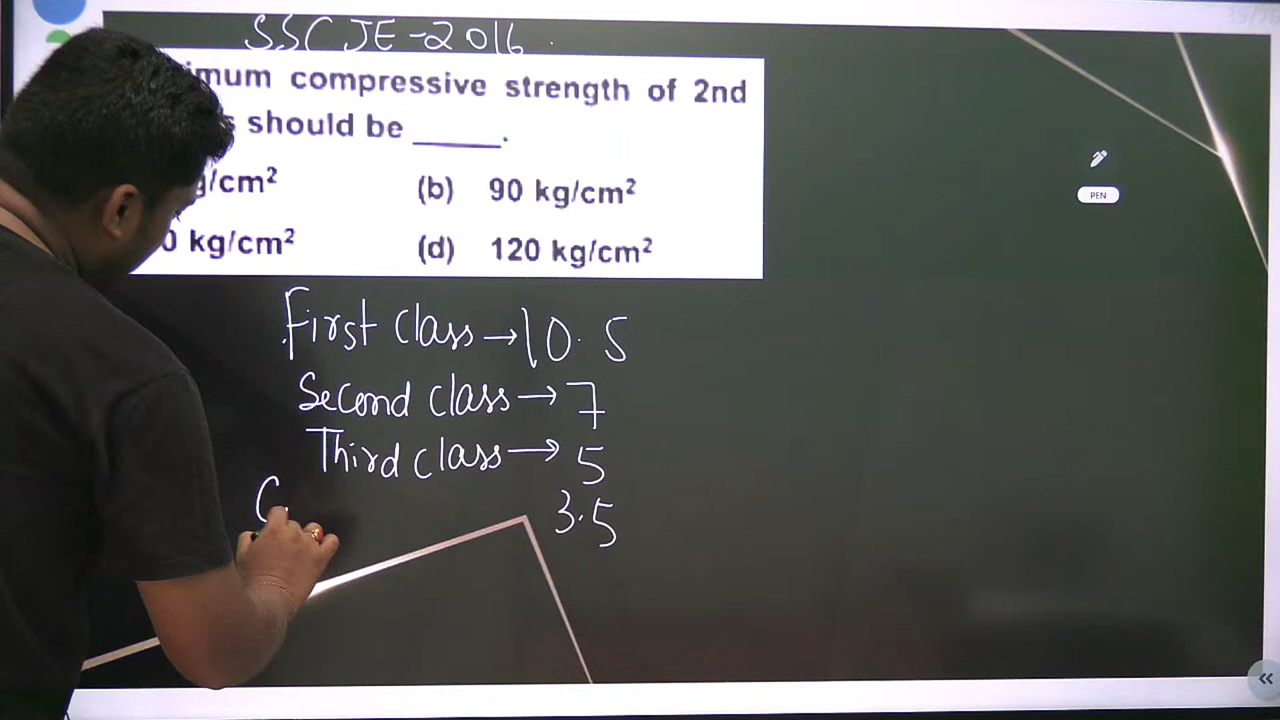 SSC JE-2016.
imum compressive strength of 2nd
s should be _____.
g/cm²
(b) 90 kg/cm²
0 kg/cm²
(d) 120 kg/cm²
First class → 10.5
Second class → 7
Third class → 5
C 3.5
PEN